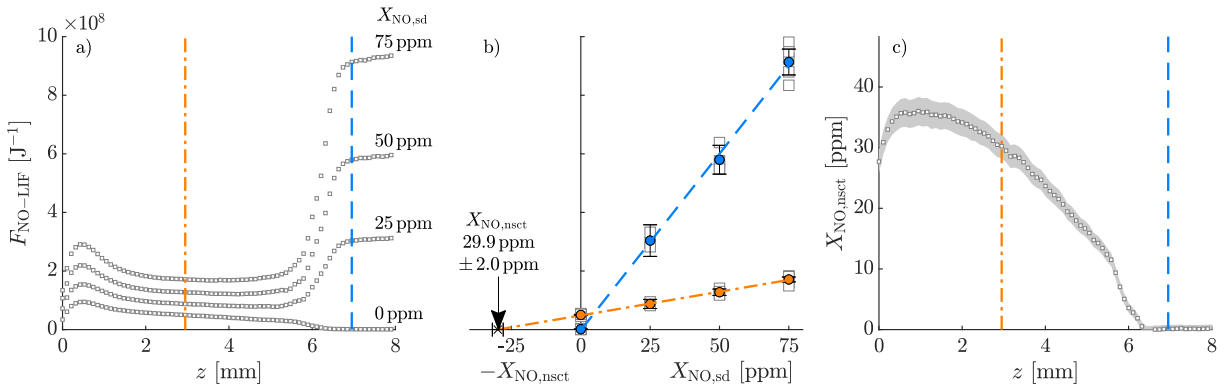 ×10⁸
a)
X_NO,sd
75 ppm
50 ppm
25 ppm
0 ppm
10
8
6
4
2
0
F_NO−LIF [J⁻¹]
0 2 4 6 8
z [mm]
b)
X_NO,nsct
29.9 ppm
± 2.0 ppm
-25 0 25 50 75
−X_NO,nsct
X_NO,sd [ppm]
c)
40
30
20
10
0
X_NO,nsct [ppm]
0 2 4 6 8
z [mm]